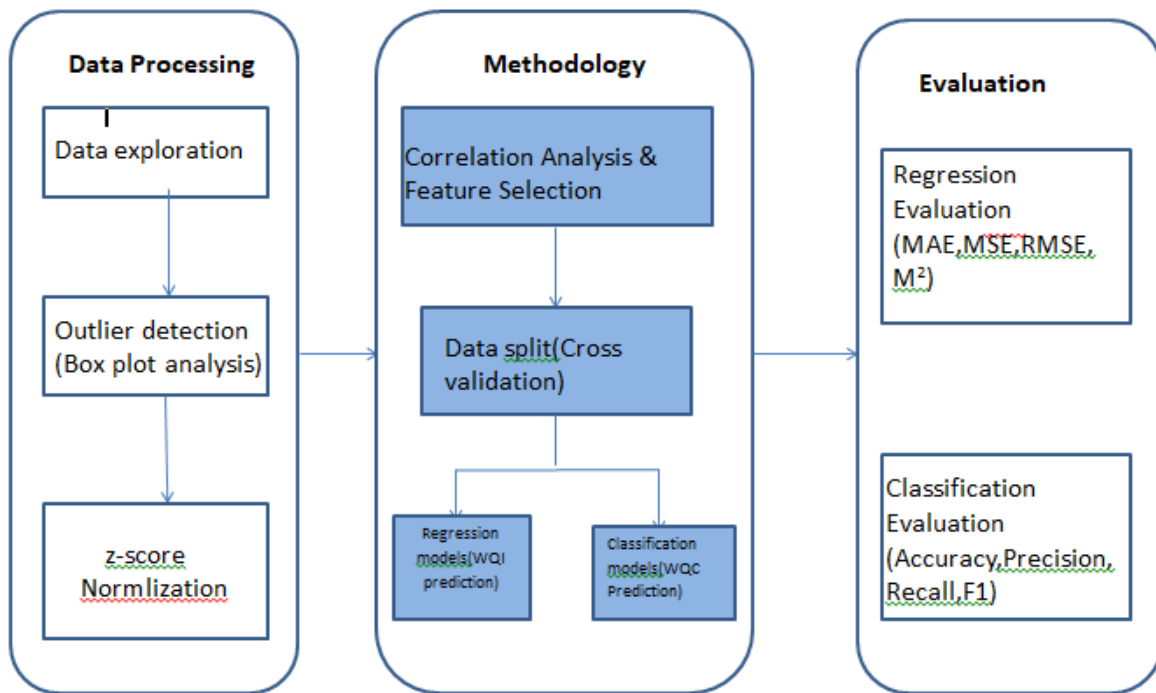 Data Processing
Data exploration
Outlier detection
(Box plot analysis)
z-score
Normlization
Methodology
Correlation Analysis &
Feature Selection
Data split(Cross
validation)
Regression
models(WQI
prediction)
Classification
models(WQC
Prediction)
Evaluation
Regression
Evaluation
(MAE,MSE,RMSE,
M²)
Classification
Evaluation
(Accuracy,Precision,
Recall,F1)